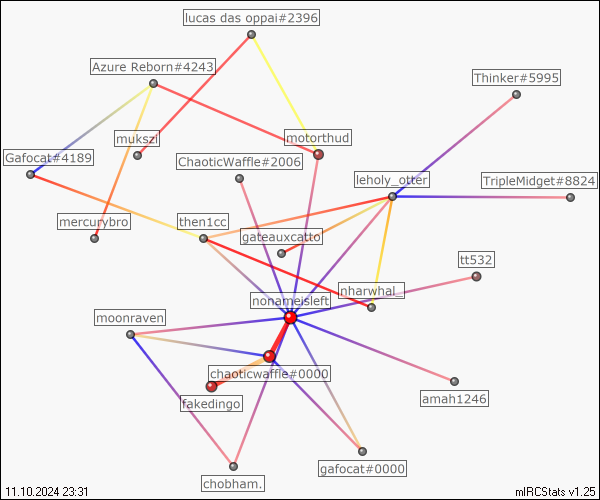 lucas das oppai#2396
Azure Reborn#4243
Thinker#5995
mukszi
motorthud
Gafocat#4189
ChaoticWaffle#2006
leholy_otter
TripleMidget#8824
mercurybro
then1cc
gateauxcatto
tt532
nharwhal_
nonameisleft
moonraven
chaoticwaffle#0000
fakedingo
amah1246
gafocat#0000
chobham.
11.10.2024 23:31
mIRCStats v1.25